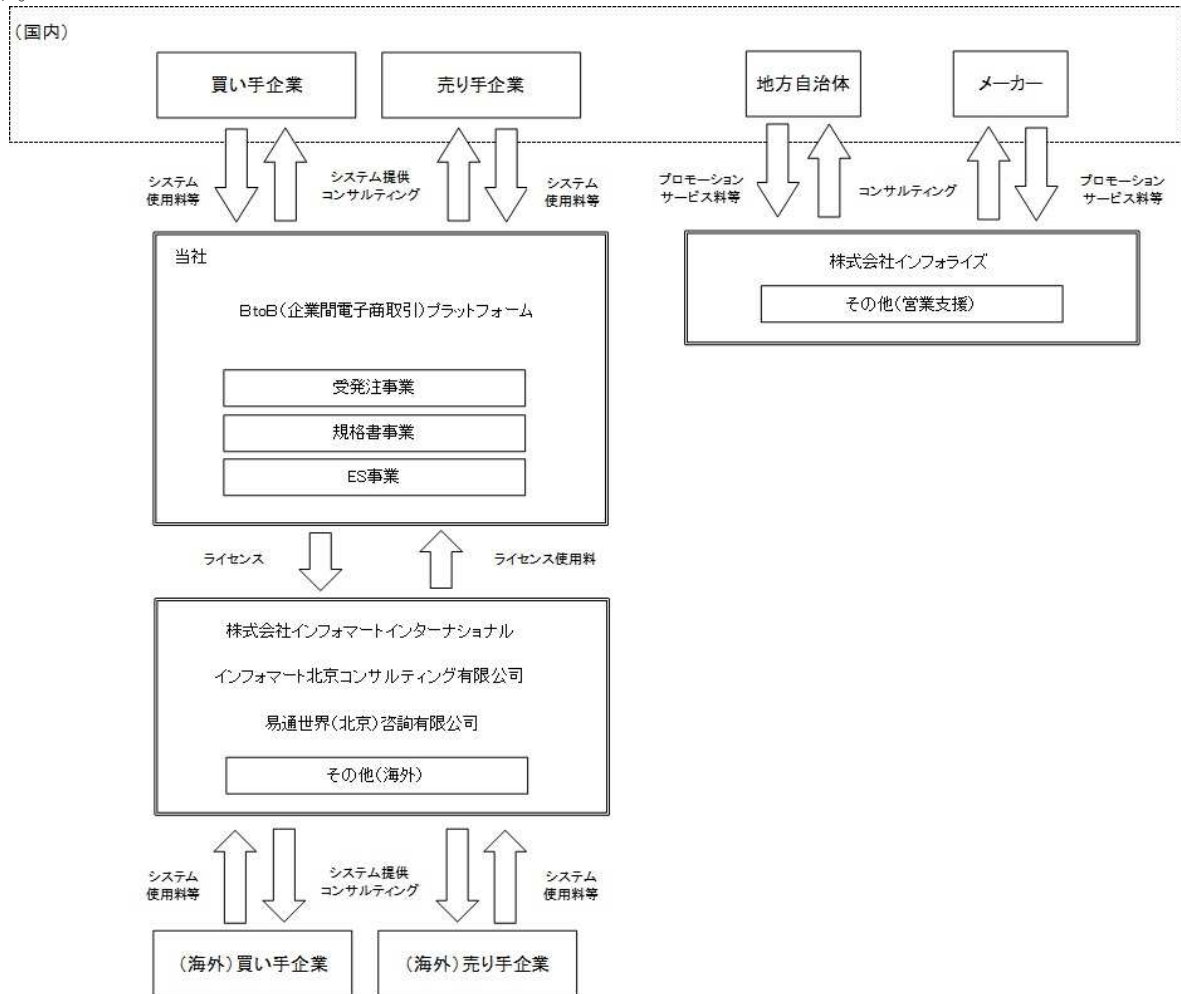 (国内)
買い手企業
売り手企業
地方自治体
メーカー
システム
使用料等
システム提供
コンサルティング
システム
使用料等
プロモーション
サービス料等
コンサルティング
プロモーション
サービス料等
当社
BtoB(企業間電子商取引)プラットフォーム
受発注事業
規格書事業
ES事業
株式会社インフォライズ
その他(営業支援)
ライセンス
ライセンス使用料
株式会社インフォマートインターナショナル
インフォマート北京コンサルティング有限公司
易通世界(北京)咨詢有限公司
その他(海外)
システム
使用料等
システム提供
コンサルティング
システム
使用料等
(海外)買い手企業
(海外)売り手企業